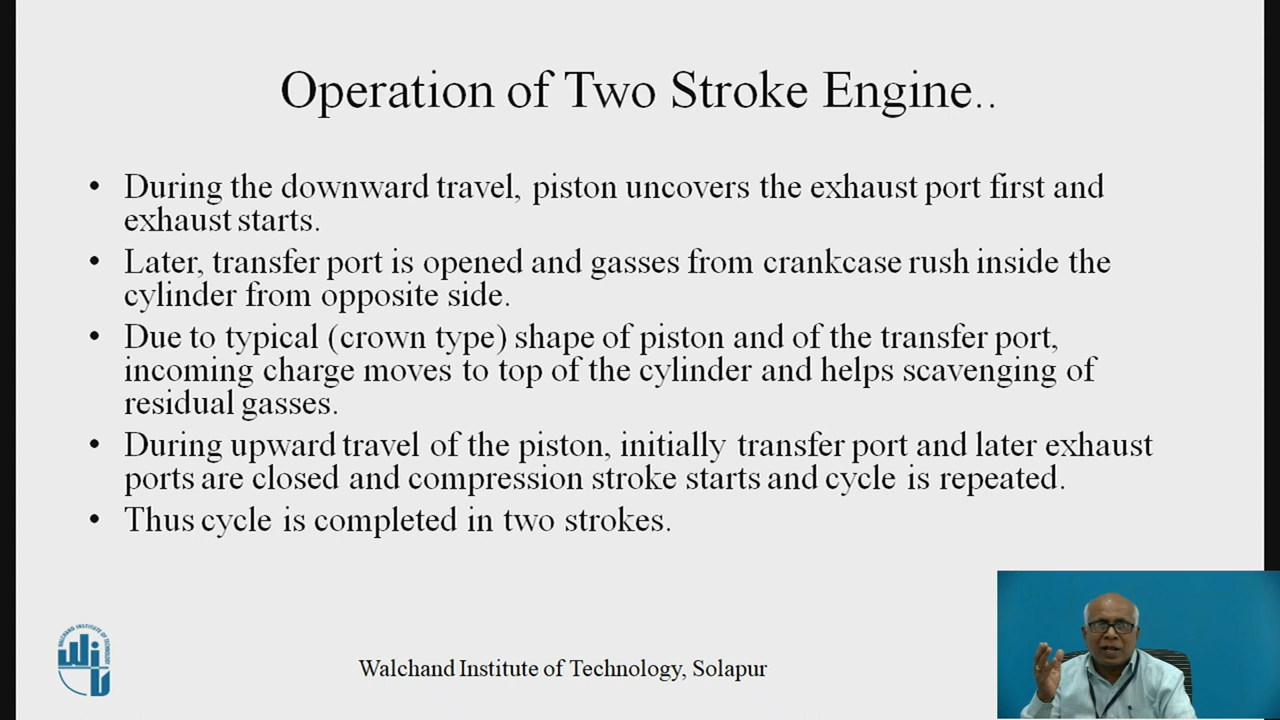 Operation of Two Stroke Engine..
• During the downward travel, piston uncovers the exhaust port first and
exhaust starts.
• Later, transfer port is opened and gasses from crankcase rush inside the
cylinder from opposite side.
• Due to typical (crown type) shape of piston and of the transfer port,
incoming charge moves to top of the cylinder and helps scavenging of
residual gasses.
• During upward travel of the piston, initially transfer port and later exhaust
ports are closed and compression stroke starts and cycle is repeated.
• Thus cycle is completed in two strokes.
WALCHAND INSTITUTE OF TECHNOLOGY
WIT
Walchand Institute of Technology, Solapur